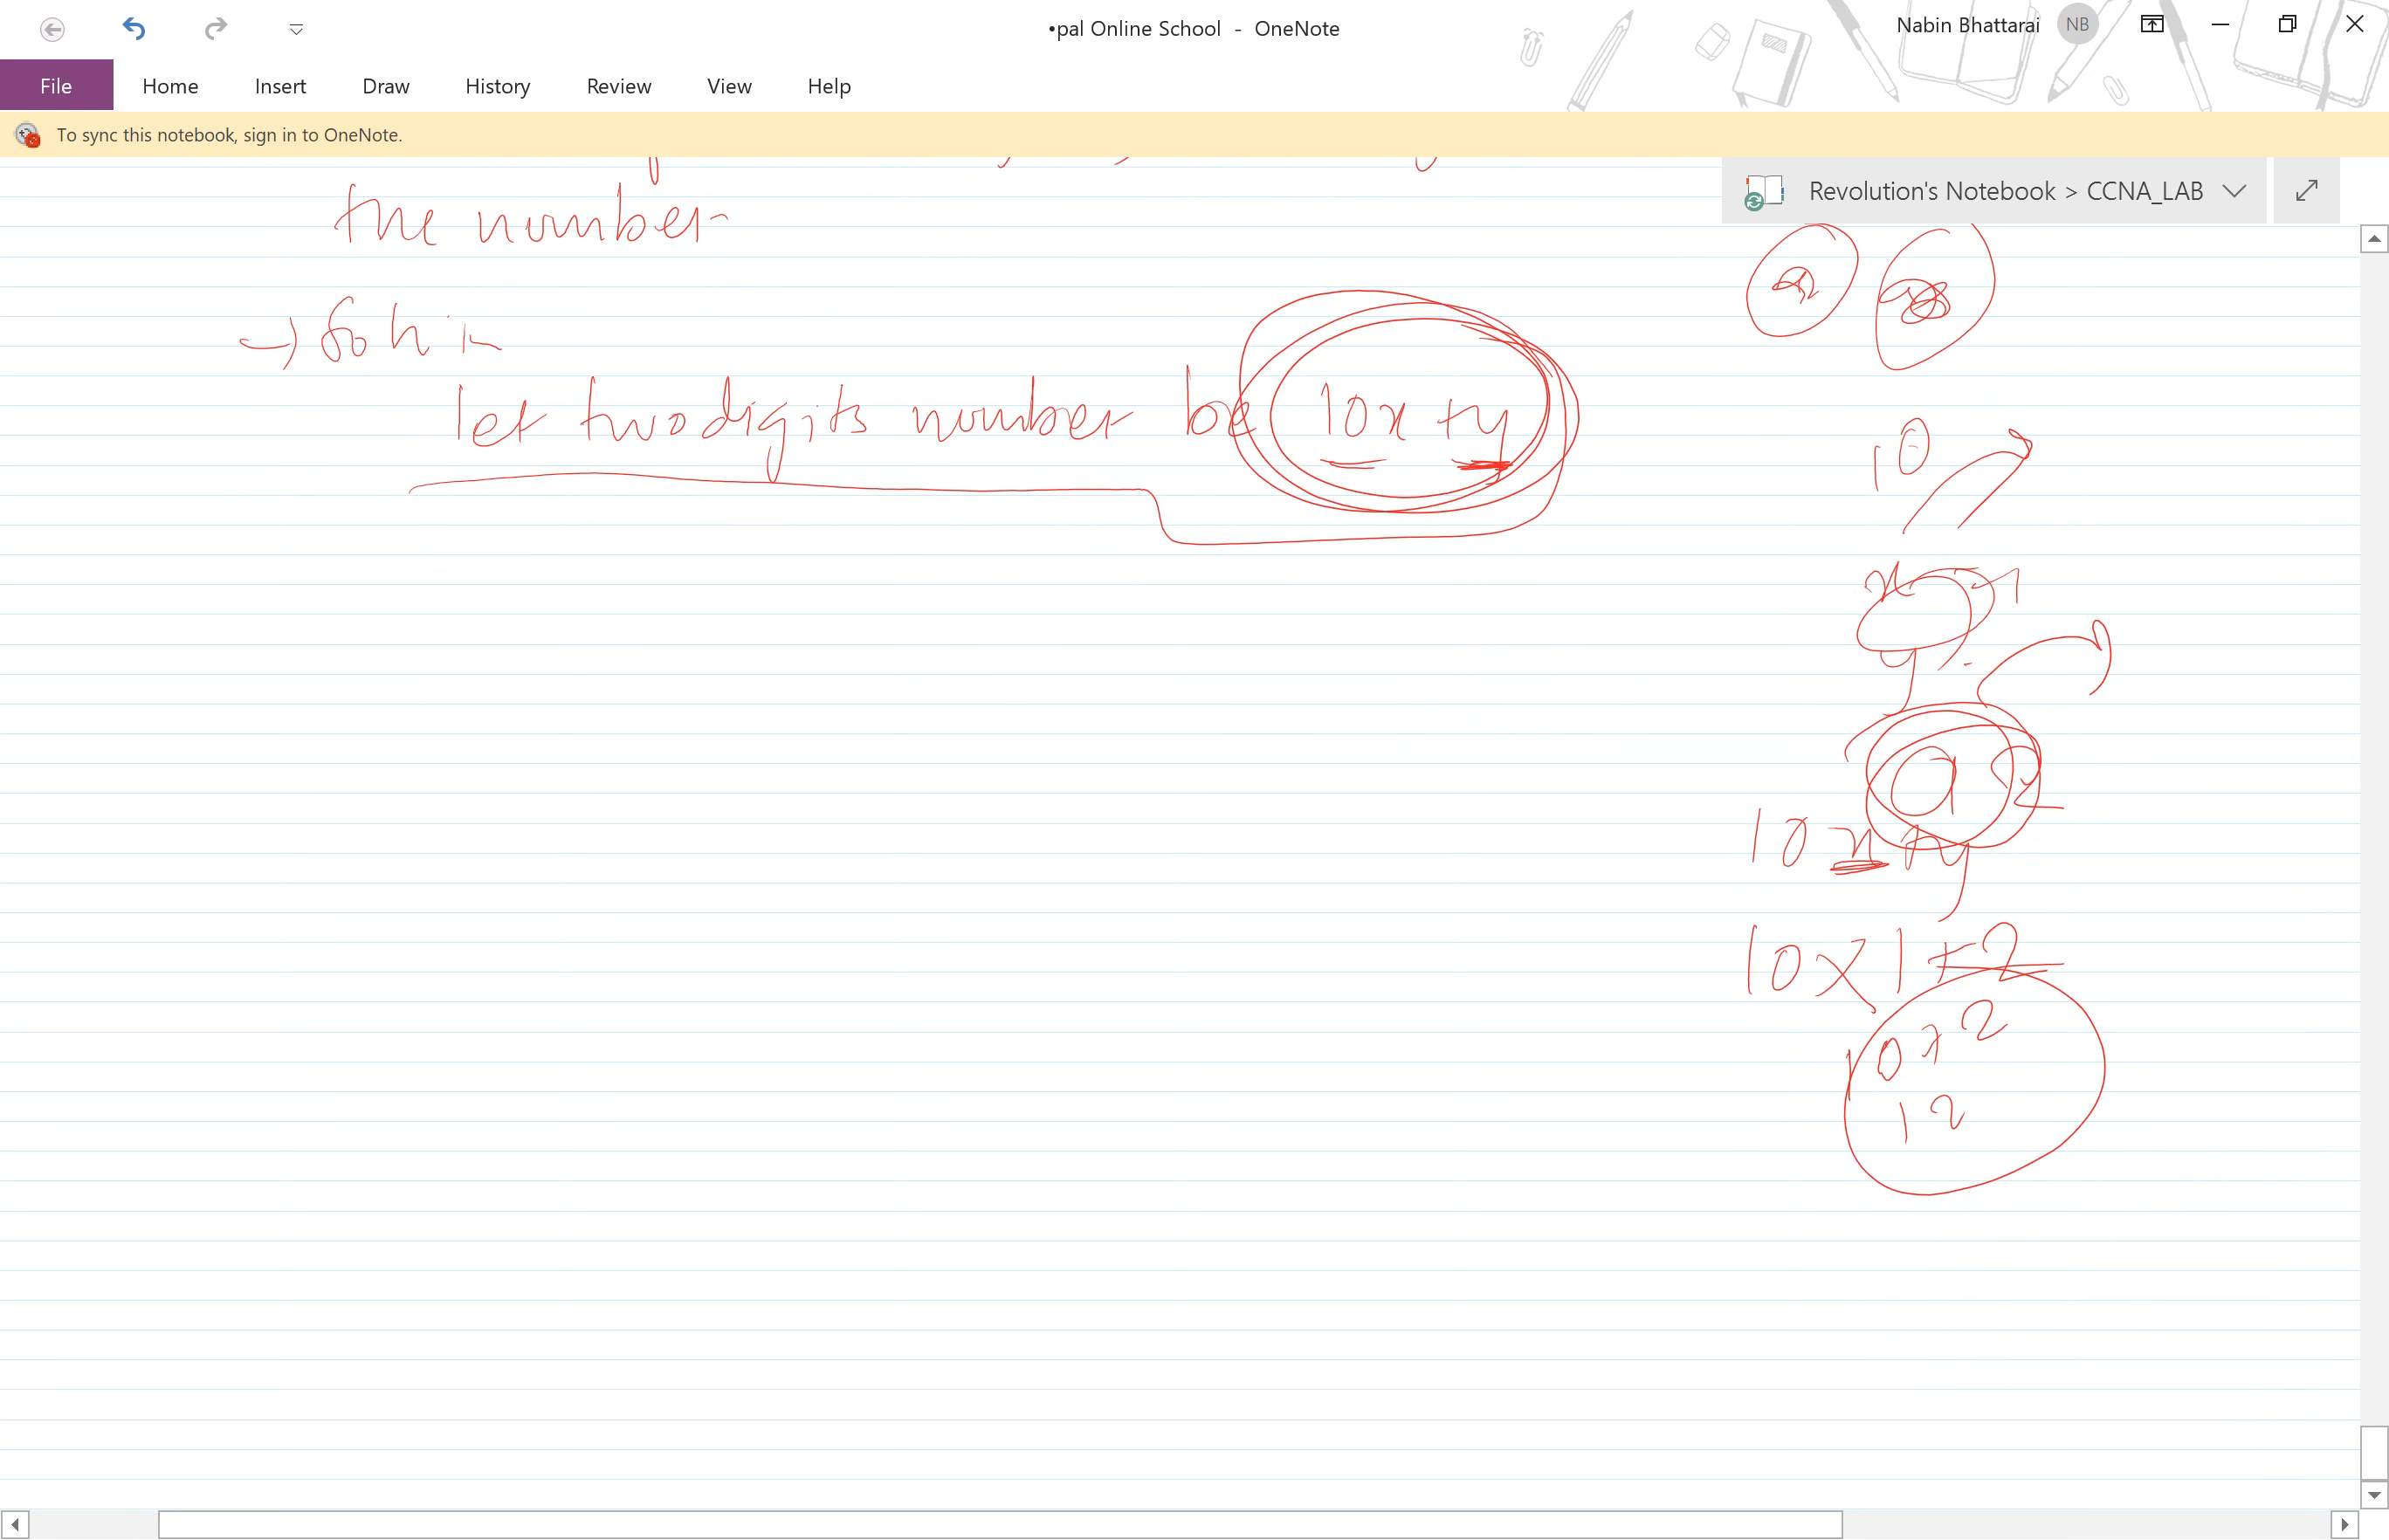 •pal Online School - OneNote
Nabin Bhattarai NB
File Home Insert Draw History Review View Help
To sync this notebook, sign in to OneNote.
Revolution's Notebook > CCNA_LAB
the number
let two digits number be 10x + y
10
x
y
10x + y
10 x 1 + 2
10 + 2
12